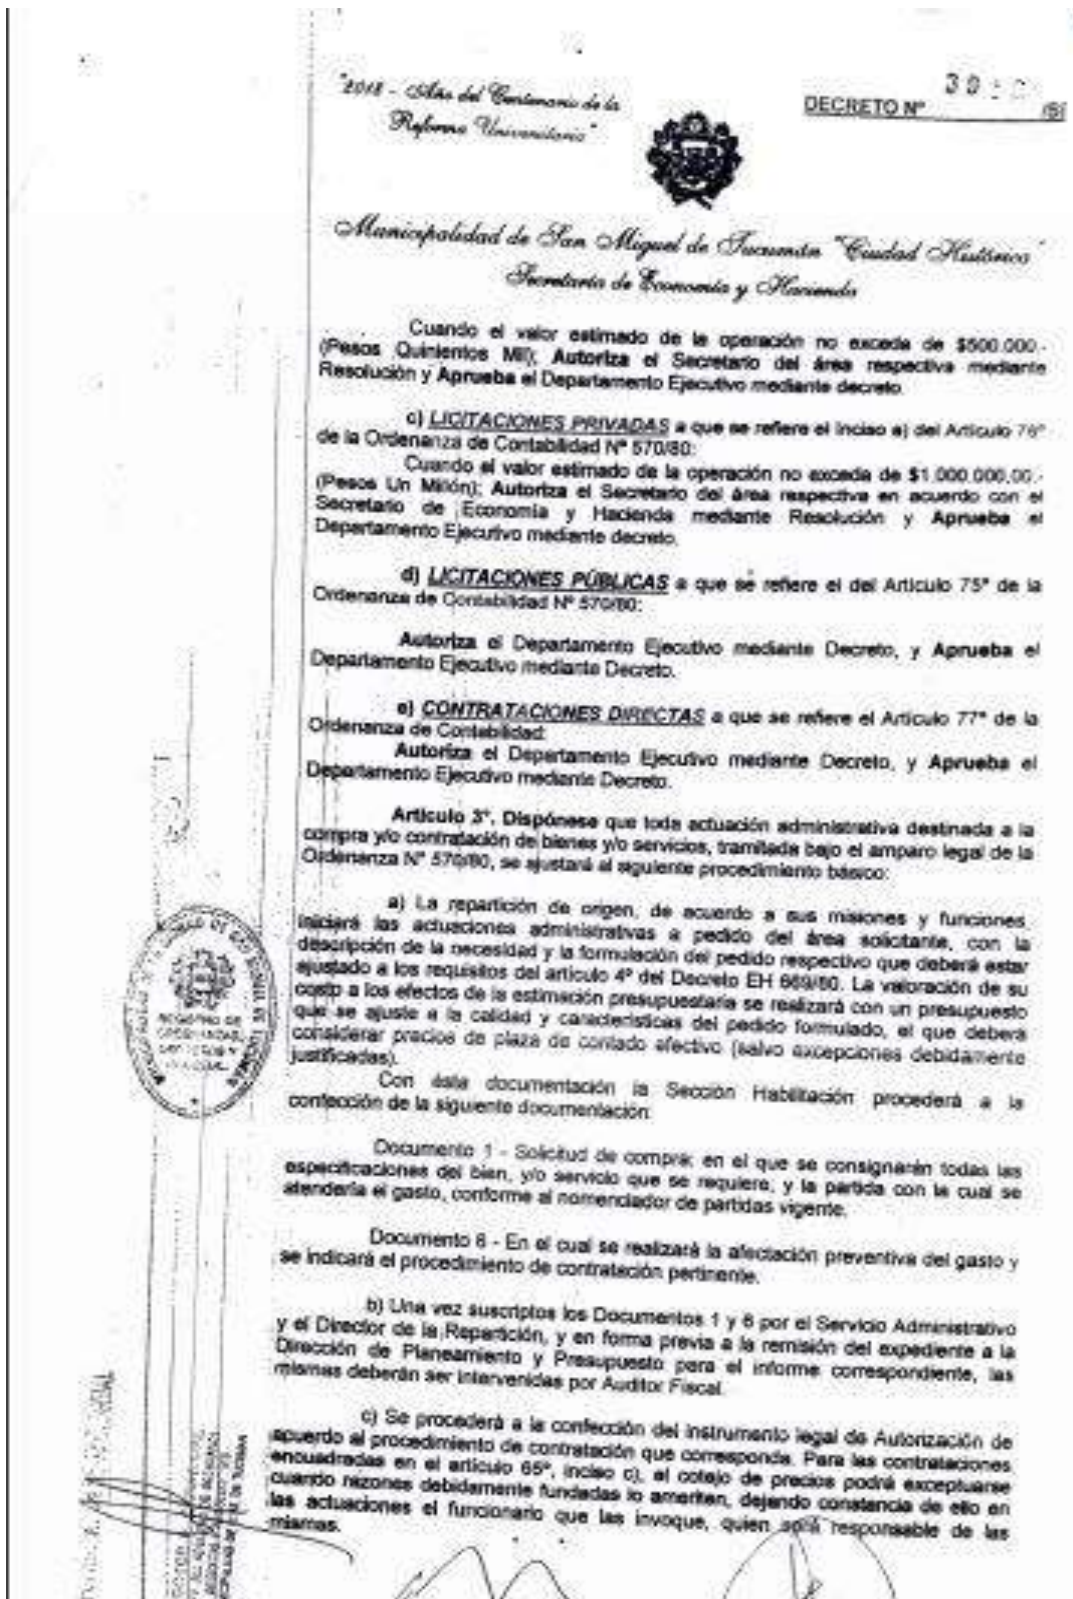 "2018 - Año del Centenario de la
Reforma Universitaria"
DECRETO Nº
Municipalidad de San Miguel de Tucumán "Ciudad Histórica"
Secretaría de Economía y Hacienda
Cuando el valor estimado de la operación no exceda de $500.000.-
(Pesos Quinientos Mil); Autoriza el Secretario del área respectiva mediante
Resolución y Aprueba el Departamento Ejecutivo mediante decreto.
c) LICITACIONES PRIVADAS a que se refiere el inciso a) del Artículo 76º
de la Ordenanza de Contabilidad Nº 570/80:
Cuando el valor estimado de la operación no exceda de $1.000.000,00.-
(Pesos Un Millón); Autoriza el Secretario del área respectiva en acuerdo con el
Secretario de Economía y Hacienda mediante Resolución y Aprueba el
Departamento Ejecutivo mediante decreto.
d) LICITACIONES PÚBLICAS a que se refiere el del Artículo 75º de la
Ordenanza de Contabilidad Nº 570/80:
Autoriza el Departamento Ejecutivo mediante Decreto, y Aprueba el
Departamento Ejecutivo mediante Decreto.
e) CONTRATACIONES DIRECTAS a que se refiere el Artículo 77º de la
Ordenanza de Contabilidad:
Autoriza el Departamento Ejecutivo mediante Decreto, y Aprueba el
Departamento Ejecutivo mediante Decreto.
Artículo 3º. Dispónese que toda actuación administrativa destinada a la
compra y/o contratación de bienes y/o servicios, tramitada bajo el amparo legal de la
Ordenanza Nº 570/80, se ajustará al siguiente procedimiento básico:
a) La repartición de origen, de acuerdo a sus misiones y funciones
iniciará las actuaciones administrativas a pedido del área solicitante, con la
descripción de la necesidad y la formulación del pedido respectivo que deberá estar
ajustado a los requisitos del artículo 4º del Decreto EH 669/80. La valoración de su
costo a los efectos de la estimación presupuestaria se realizará con un presupuesto
que se ajuste a la calidad y características del pedido formulado, el que deberá
considerar precios de plaza de contado efectivo (salvo excepciones debidamente
justificadas).
Con ésta documentación la Sección Habilitación procederá a la
confección de la siguiente documentación:
Documento 1 - Solicitud de compra: en el que se consignarán todas las
especificaciones del bien, y/o servicio que se requiere, y la partida con la cual se
atendería el gasto, conforme al nomenclador de partidas vigente.
Documento 6 - En el cual se realizará la afectación preventiva del gasto y
se indicará el procedimiento de contratación pertinente.
b) Una vez suscriptos los Documentos 1 y 6 por el Servicio Administrativo
y el Director de la Repartición, y en forma previa a la remisión del expediente a la
Dirección de Planeamiento y Presupuesto para el informe correspondiente, las
mismas deberán ser intervenidas por Auditor Fiscal.
c) Se procederá a la confección del instrumento legal de Autorización de
acuerdo al procedimiento de contratación que corresponda. Para las contrataciones
encuadradas en el artículo 65º, inciso c), el cotejo de precios podrá exceptuarse
cuando razones debidamente fundadas lo ameriten, dejando constancia de ello en
las actuaciones el funcionario que las invoque, quien será responsable de las
mismas.
REGISTRO DE
ORDENANZAS